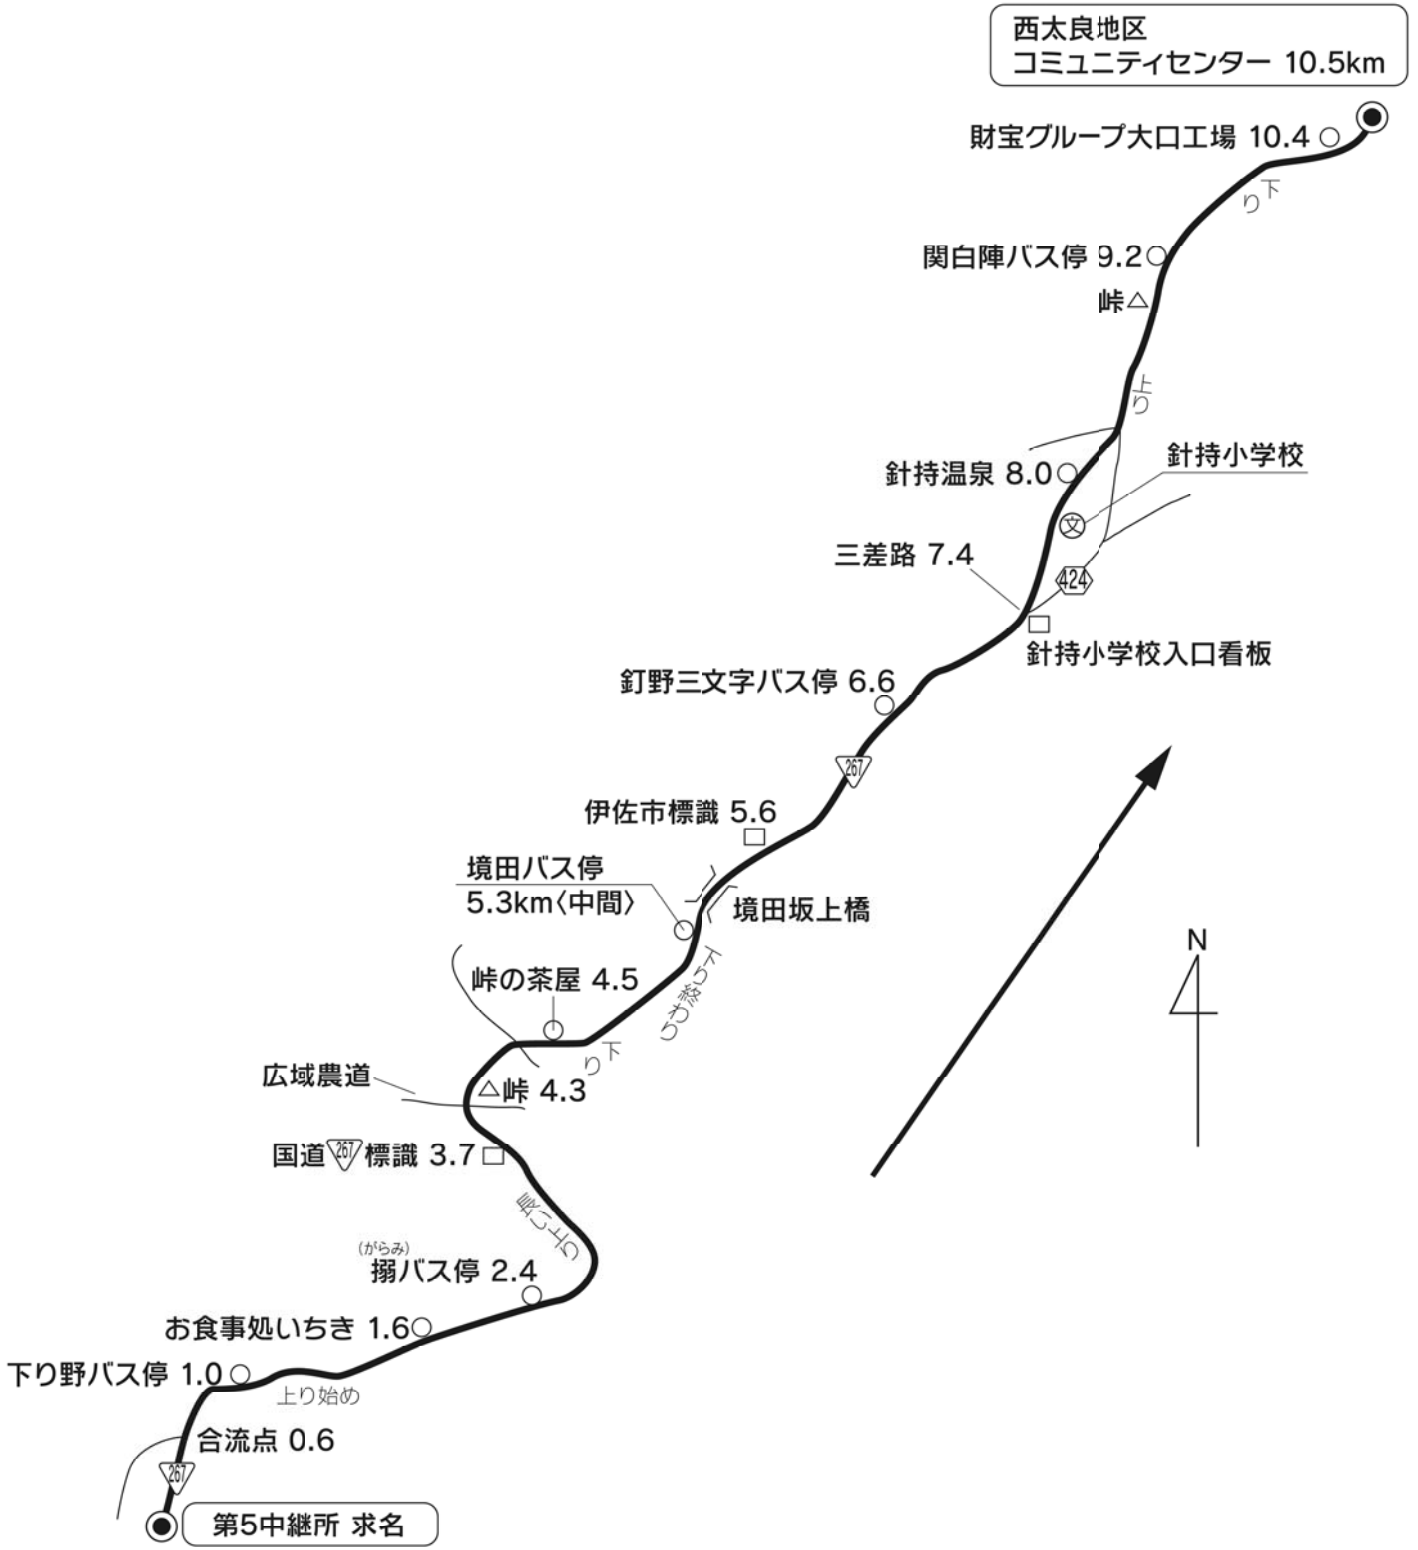 西太良地区
コミュニティセンター 10.5km
財宝グループ大口工場 10.4
下り
関白陣バス停 9.2
峠
上り
針持小学校
針持温泉 8.0
文
三差路 7.4
424
針持小学校入口看板
釘野三文字バス停 6.6
267
伊佐市標識 5.6
境田バス停
5.3km〈中間〉
境田坂上橋
N
下り終わり
峠の茶屋 4.5
下り
広域農道
峠 4.3
国道267標識 3.7
長い上り
(がらみ)
搦バス停 2.4
お食事処いちき 1.6
下り野バス停 1.0
上り始め
合流点 0.6
267
第5中継所 求名